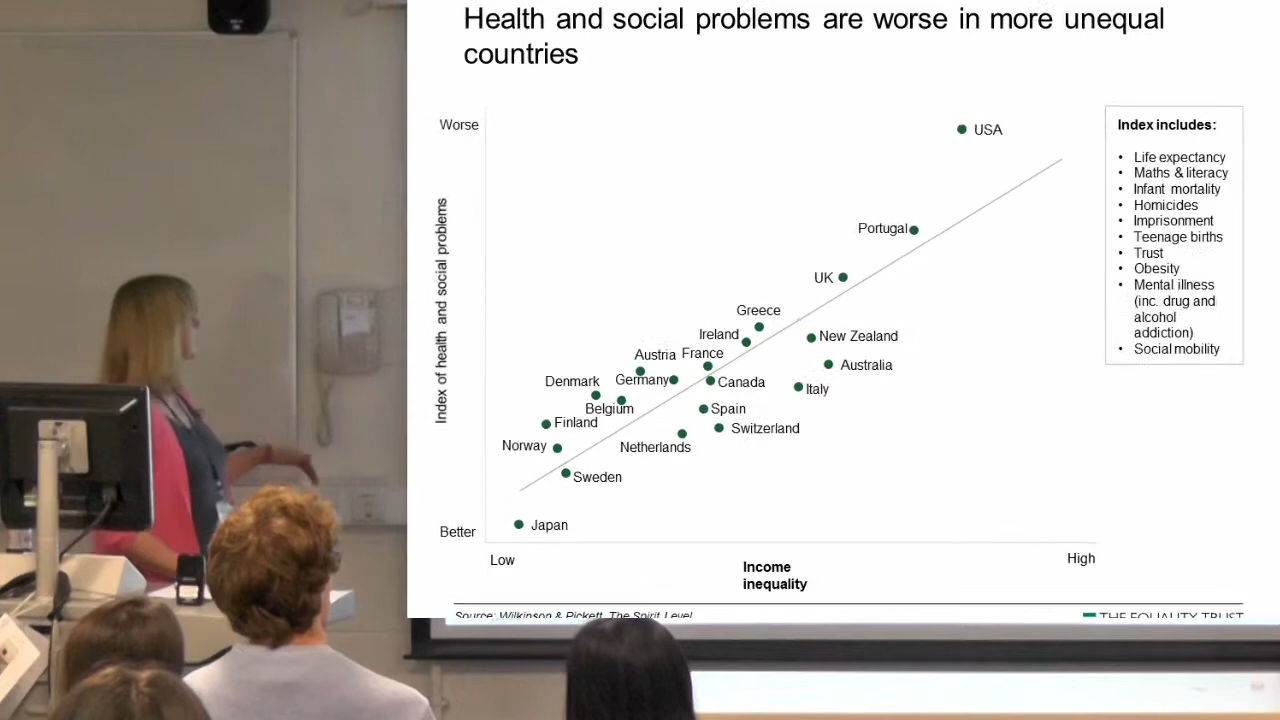 Health and social problems are worse in more unequal
countries
Worse
USA
Portugal
UK
Greece
Ireland
New Zealand
Austria
France
Australia
Germany
Canada
Denmark
Italy
Belgium
Spain
Finland
Switzerland
Norway
Netherlands
Sweden
Japan
Better
Index of health and social problems
Low
High
Income
inequality
Index includes:
• Life expectancy
• Maths & literacy
• Infant mortality
• Homicides
• Imprisonment
• Teenage births
• Trust
• Obesity
• Mental illness
(inc. drug and
alcohol
addiction)
• Social mobility
Source: Wilkinson & Pickett, The Spirit Level
THE EQUALITY TRUST